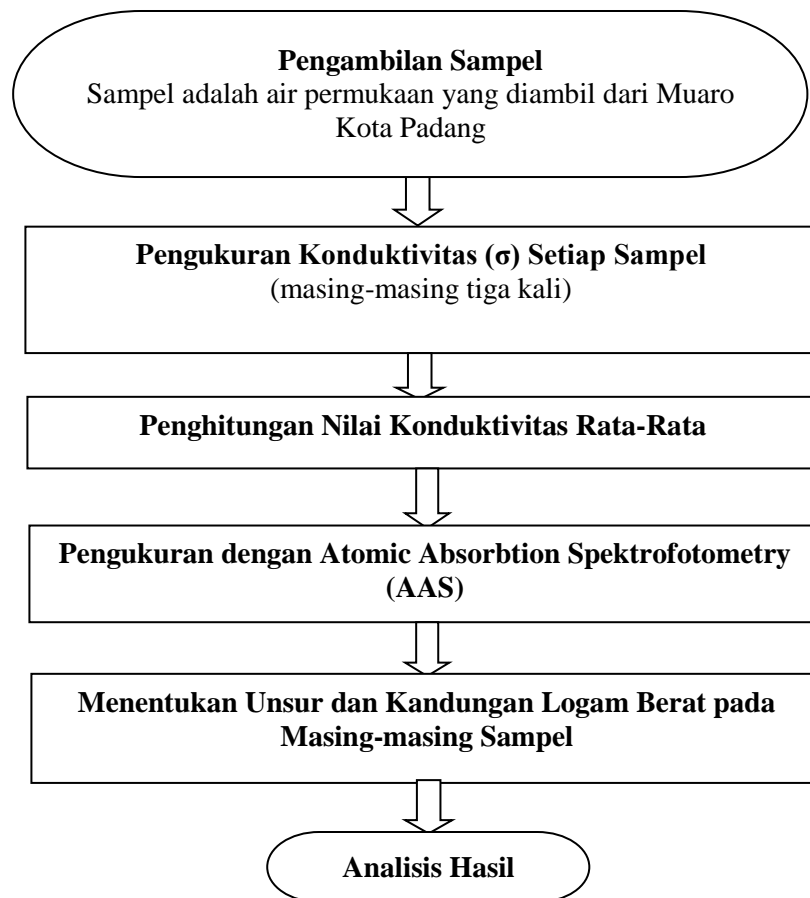 Pengambilan Sampel
Sampel adalah air permukaan yang diambil dari Muaro
Kota Padang
Pengukuran Konduktivitas (σ) Setiap Sampel
(masing-masing tiga kali)
Penghitungan Nilai Konduktivitas Rata-Rata
Pengukuran dengan Atomic Absorbtion Spektrofotometry
(AAS)
Menentukan Unsur dan Kandungan Logam Berat pada
Masing-masing Sampel
Analisis Hasil